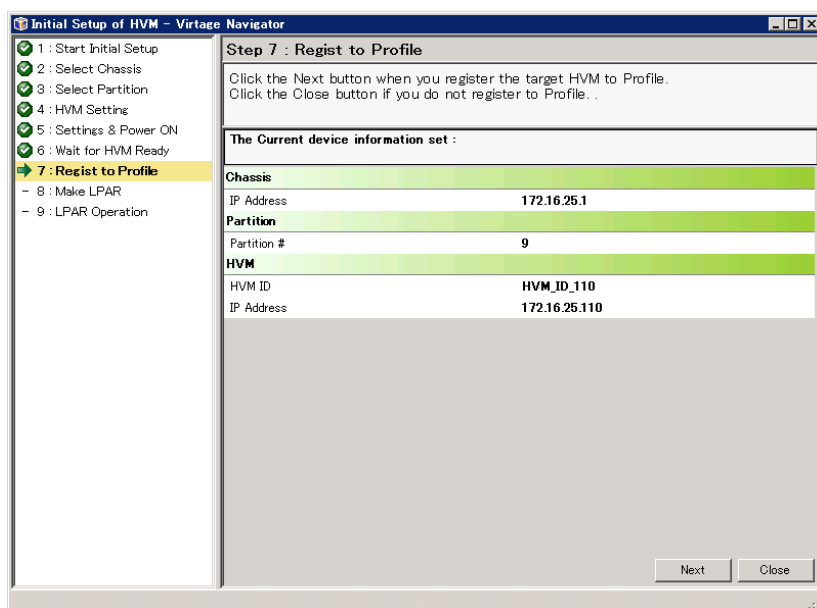 Initial Setup of HVM - Virtage Navigator
1 : Start Initial Setup
2 : Select Chassis
3 : Select Partition
4 : HVM Setting
5 : Settings & Power ON
6 : Wait for HVM Ready
7 : Regist to Profile
- 8 : Make LPAR
- 9 : LPAR Operation
Step 7 : Regist to Profile
Click the Next button when you register the target HVM to Profile.
Click the Close button if you do not register to Profile. .
The Current device information set :
Chassis
IP Address 172.16.25.1
Partition
Partition # 9
HVM
HVM ID HVM_ID_110
IP Address 172.16.25.110
Next Close